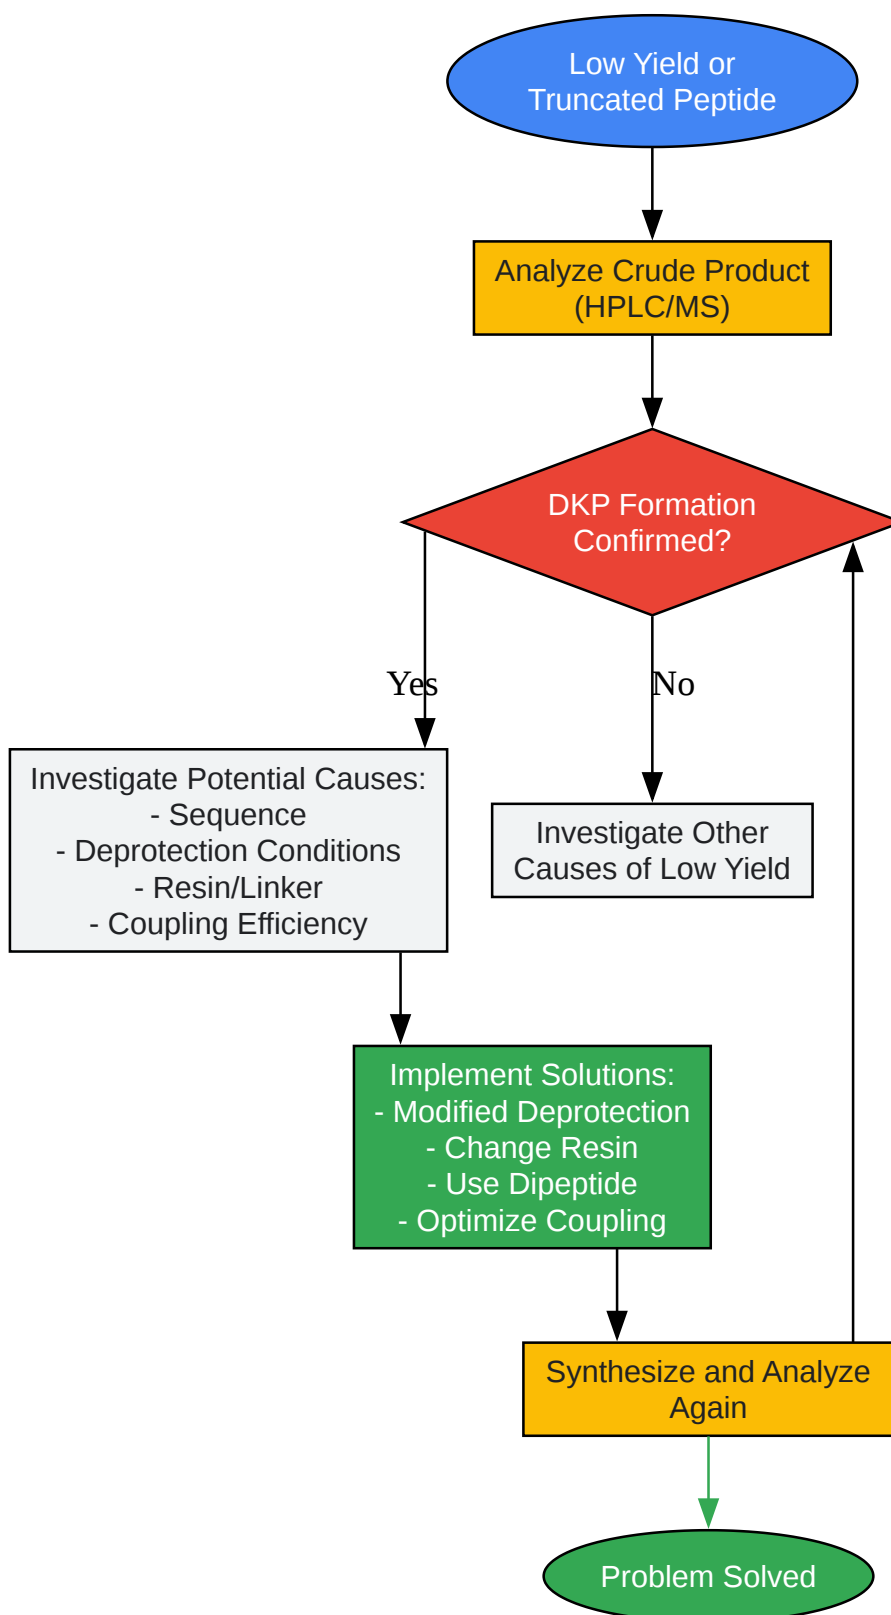 Low Yield or
Truncated Peptide
Analyze Crude Product
(HPLC/MS)
DKP Formation
Confirmed?
Yes
No
Investigate Potential Causes:
- Sequence
- Deprotection Conditions
- Resin/Linker
- Coupling Efficiency
Investigate Other
Causes of Low Yield
Implement Solutions:
- Modified Deprotection
- Change Resin
- Use Dipeptide
- Optimize Coupling
Synthesize and Analyze
Again
Problem Solved